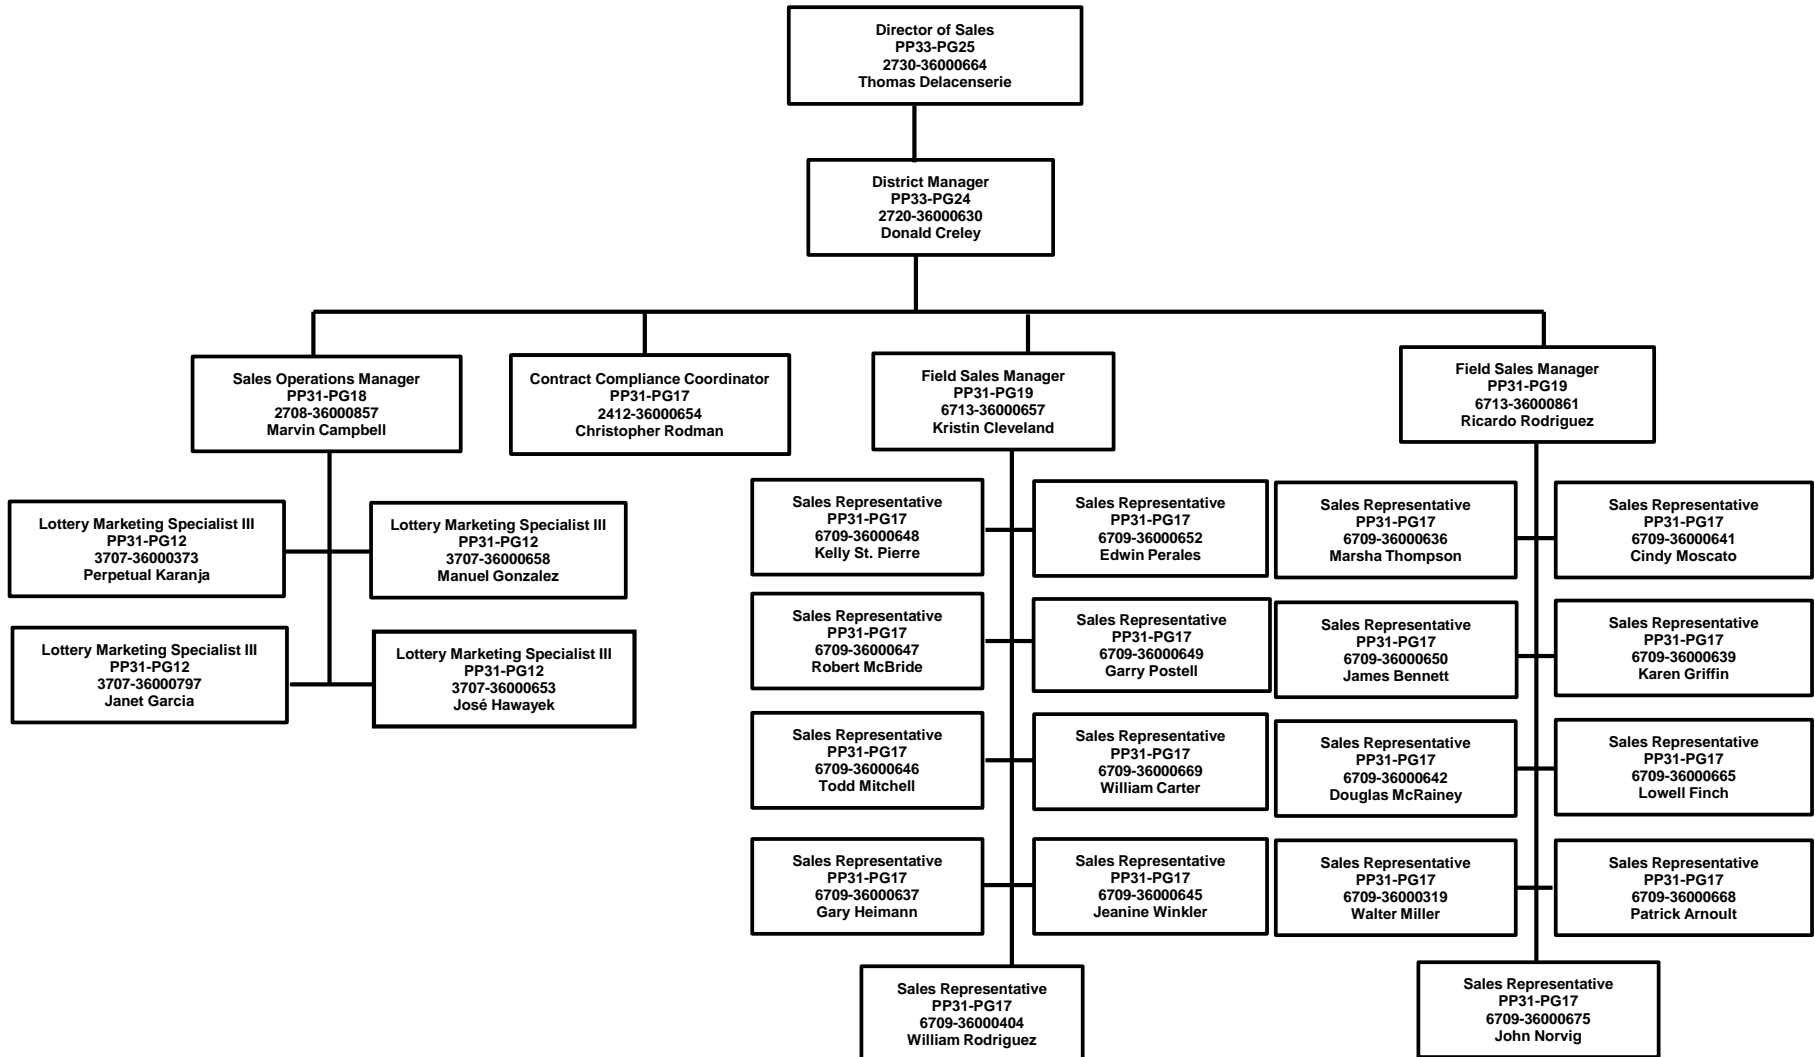 Director of Sales
PP33-PG25
2730-36000664
Thomas Delacenserie
District Manager
PP33-PG24
2720-36000630
Donald Creley
Sales Operations Manager
PP31-PG18
2708-36000857
Marvin Campbell
Contract Compliance Coordinator
PP31-PG17
2412-36000654
Christopher Rodman
Field Sales Manager
PP31-PG19
6713-36000657
Kristin Cleveland
Field Sales Manager
PP31-PG19
6713-36000861
Ricardo Rodriguez
Lottery Marketing Specialist III
PP31-PG12
3707-36000373
Perpetual Karanja
Lottery Marketing Specialist III
PP31-PG12
3707-36000658
Manuel Gonzalez
Lottery Marketing Specialist III
PP31-PG12
3707-36000797
Janet Garcia
Lottery Marketing Specialist III
PP31-PG12
3707-36000653
José Hawayek
Sales Representative
PP31-PG17
6709-36000648
Kelly St. Pierre
Sales Representative
PP31-PG17
6709-36000652
Edwin Perales
Sales Representative
PP31-PG17
6709-36000647
Robert McBride
Sales Representative
PP31-PG17
6709-36000649
Garry Postell
Sales Representative
PP31-PG17
6709-36000646
Todd Mitchell
Sales Representative
PP31-PG17
6709-36000669
William Carter
Sales Representative
PP31-PG17
6709-36000637
Gary Heimann
Sales Representative
PP31-PG17
6709-36000645
Jeanine Winkler
Sales Representative
PP31-PG17
6709-36000404
William Rodriguez
Sales Representative
PP31-PG17
6709-36000636
Marsha Thompson
Sales Representative
PP31-PG17
6709-36000641
Cindy Moscato
Sales Representative
PP31-PG17
6709-36000650
James Bennett
Sales Representative
PP31-PG17
6709-36000639
Karen Griffin
Sales Representative
PP31-PG17
6709-36000642
Douglas McRainey
Sales Representative
PP31-PG17
6709-36000665
Lowell Finch
Sales Representative
PP31-PG17
6709-36000319
Walter Miller
Sales Representative
PP31-PG17
6709-36000668
Patrick Arnoult
Sales Representative
PP31-PG17
6709-36000675
John Norvig